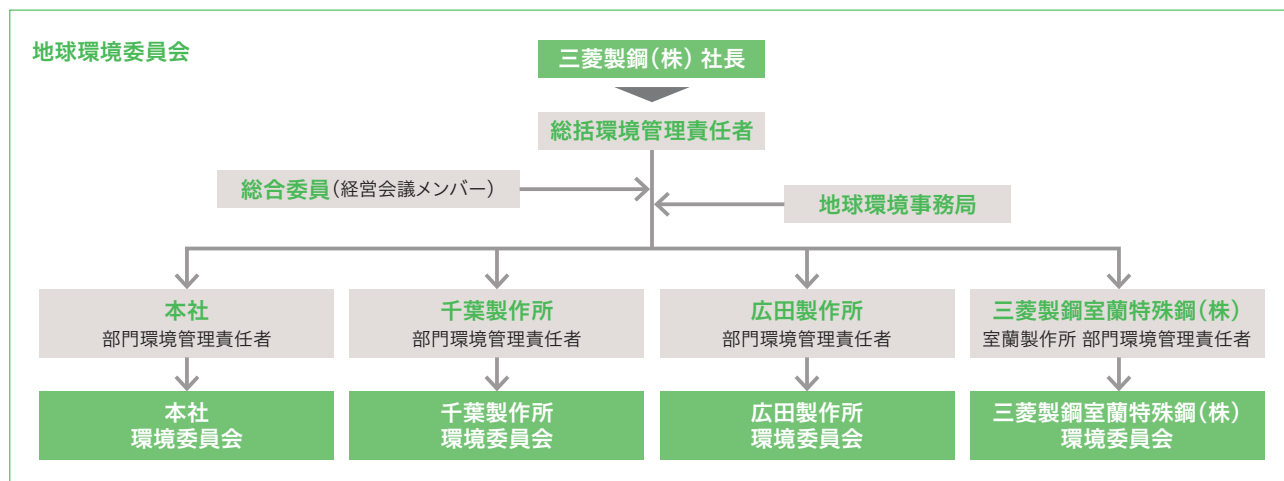 地球環境委員会
三菱製鋼(株) 社長
総括環境管理責任者
総合委員(経営会議メンバー)
地球環境事務局
本社
部門環境管理責任者
千葉製作所
部門環境管理責任者
広田製作所
部門環境管理責任者
三菱製鋼室蘭特殊鋼(株)
室蘭製作所 部門環境管理責任者
本社
環境委員会
千葉製作所
環境委員会
広田製作所
環境委員会
三菱製鋼室蘭特殊鋼(株)
環境委員会